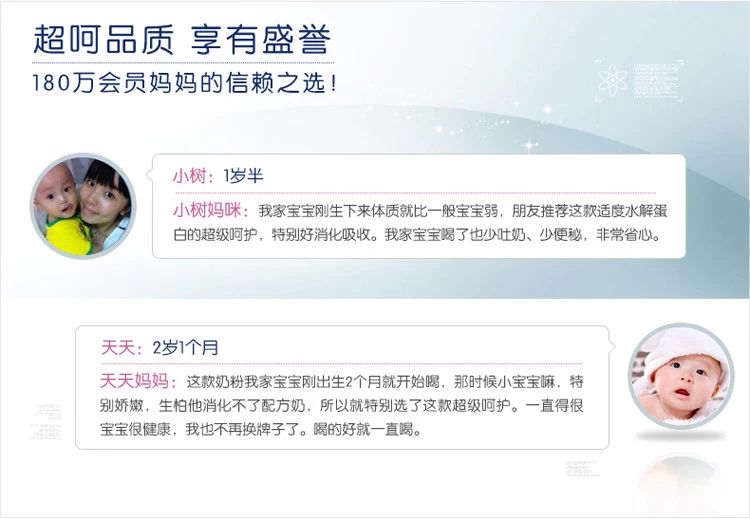 超呵品质 享有盛誉
180万会员妈妈的信赖之选！
小树：1岁半
小树妈咪：我家宝宝刚生下来体质就比一般宝宝弱，朋友推荐这款适度水解蛋
白的超级呵护，特别好消化吸收。我家宝宝喝了也少吐奶、少便秘，非常省心。
天天：2岁1个月
天天妈妈：这款奶粉我家宝宝刚出生2个月就开始喝，那时候小宝宝嘛，特
别娇嫩，生怕他消化不了配方奶，所以就特别选了这款超级呵护。一直得很
宝宝很健康，我也不再换牌子了。喝的好就一直喝。